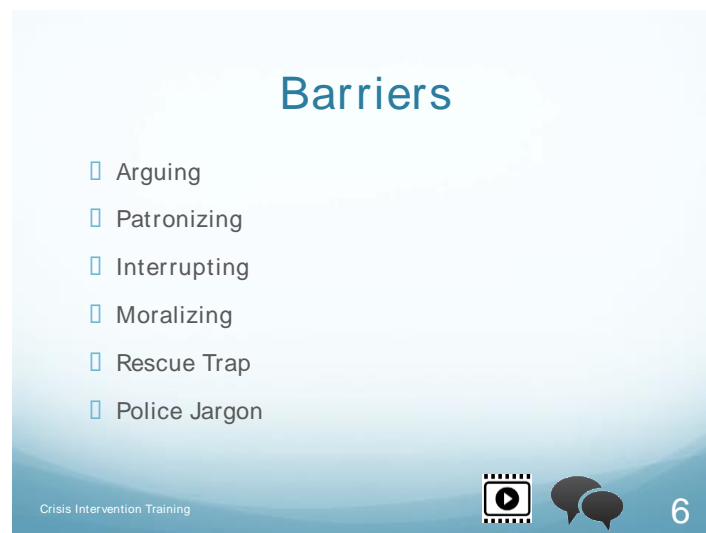 Barriers
Arguing
Patronizing
Interrupting
Moralizing
Rescue Trap
Police Jargon
Crisis Intervention Training
6